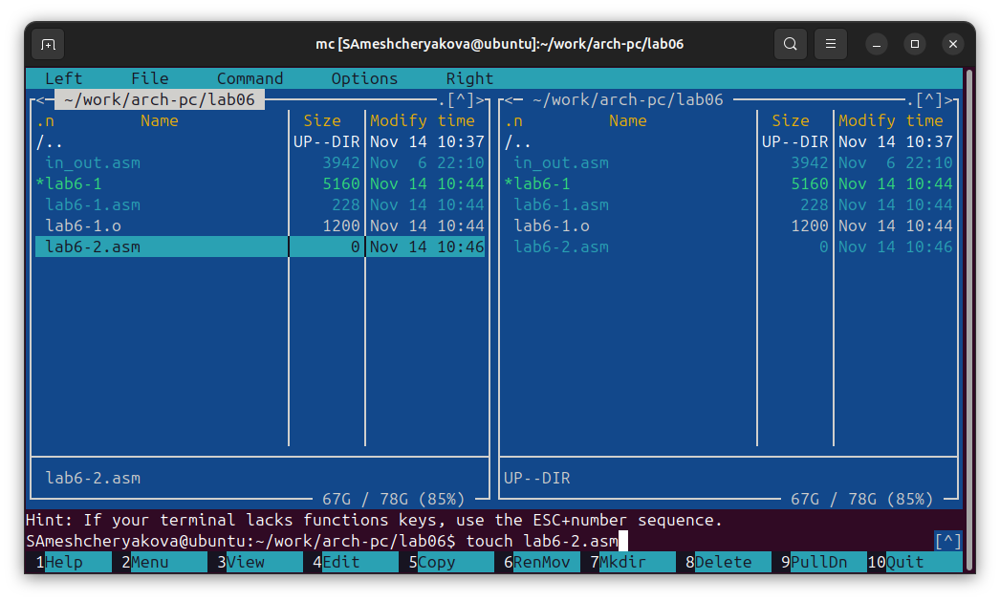 mc [SAmeshcheryakova@ubuntu]:~/work/arch-pc/lab06
Left File Command Options Right
<- ~/work/arch-pc/lab06 .[^]> <- ~/work/arch-pc/lab06 .[^]>
.n Name Size Modify time .n Name Size Modify time
/.. UP--DIR Nov 14 10:37 /.. UP--DIR Nov 14 10:37
in_out.asm 3942 Nov 6 22:10 in_out.asm 3942 Nov 6 22:10
*lab6-1 5160 Nov 14 10:44 *lab6-1 5160 Nov 14 10:44
lab6-1.asm 228 Nov 14 10:44 lab6-1.asm 228 Nov 14 10:44
lab6-1.o 1200 Nov 14 10:44 lab6-1.o 1200 Nov 14 10:44
lab6-2.asm 0 Nov 14 10:46 lab6-2.asm 0 Nov 14 10:46
lab6-2.asm UP--DIR
67G / 78G (85%) 67G / 78G (85%)
Hint: If your terminal lacks functions keys, use the ESC+number sequence.
SAmeshcheryakova@ubuntu:~/work/arch-pc/lab06$ touch lab6-2.asm [^]
1Help 2Menu 3View 4Edit 5Copy 6RenMov 7Mkdir 8Delete 9PullDn 10Quit